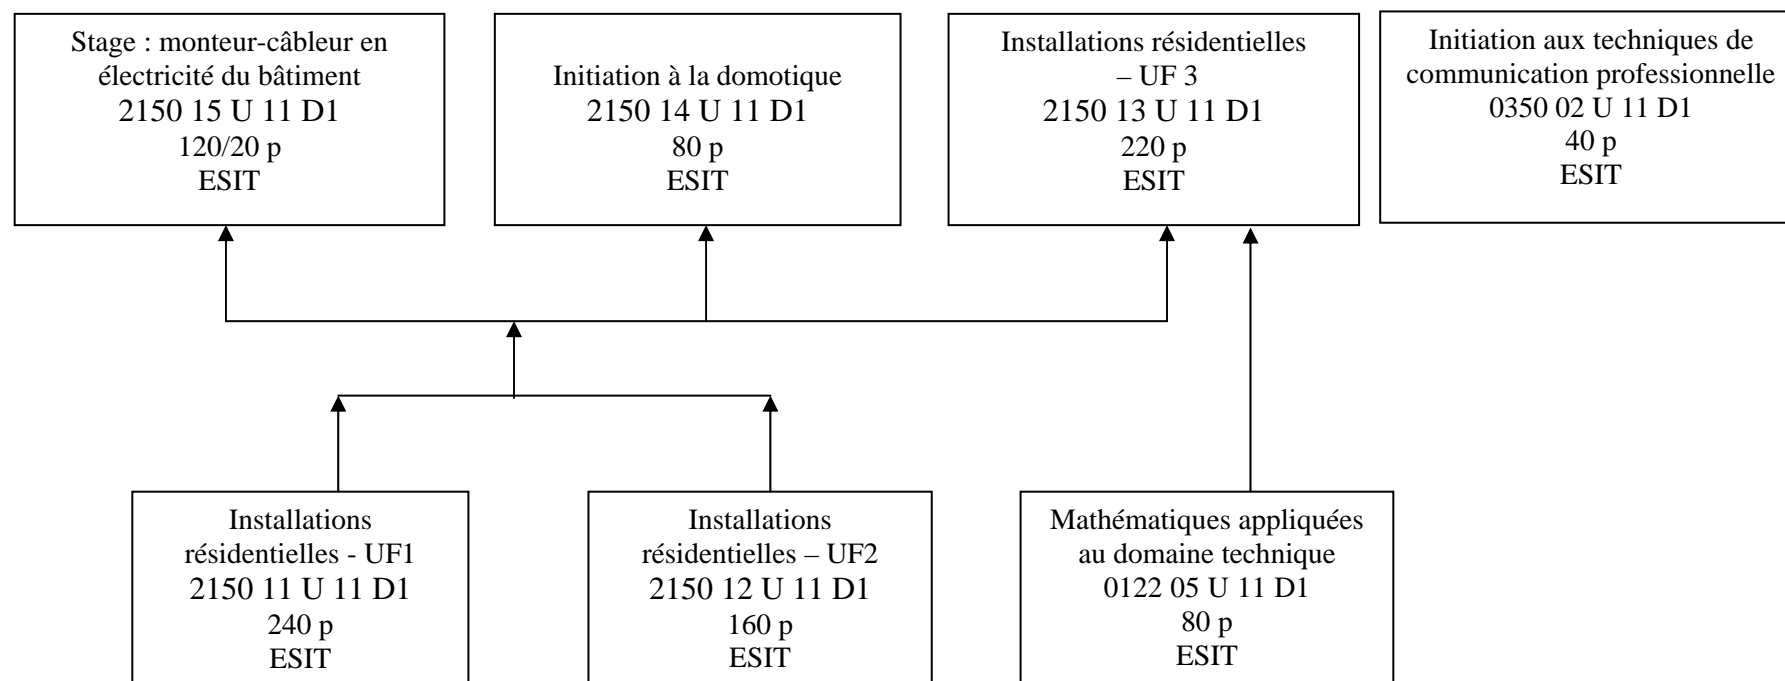 Stage : monteur-câbleur en
électricité du bâtiment
2150 15 U 11 D1
120/20 p
ESIT
Initiation à la domotique
2150 14 U 11 D1
80 p
ESIT
Installations résidentielles
– UF 3
2150 13 U 11 D1
220 p
ESIT
Initiation aux techniques de
communication professionnelle
0350 02 U 11 D1
40 p
ESIT
Installations
résidentielles - UF1
2150 11 U 11 D1
240 p
ESIT
Installations
résidentielles – UF2
2150 12 U 11 D1
160 p
ESIT
Mathématiques appliquées
au domaine technique
0122 05 U 11 D1
80 p
ESIT